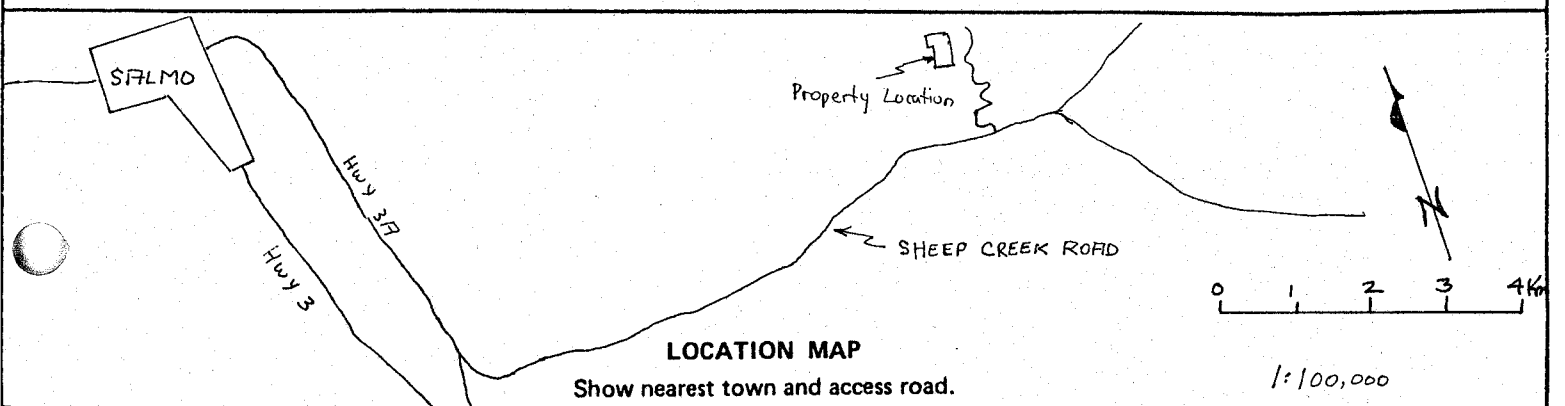 SALMO
Property Location
Hwy 3A
Hwy 3
SHEEP CREEK ROAD
N
0 1 2 3 4Km
LOCATION MAP
Show nearest town and access road.
1:100,000